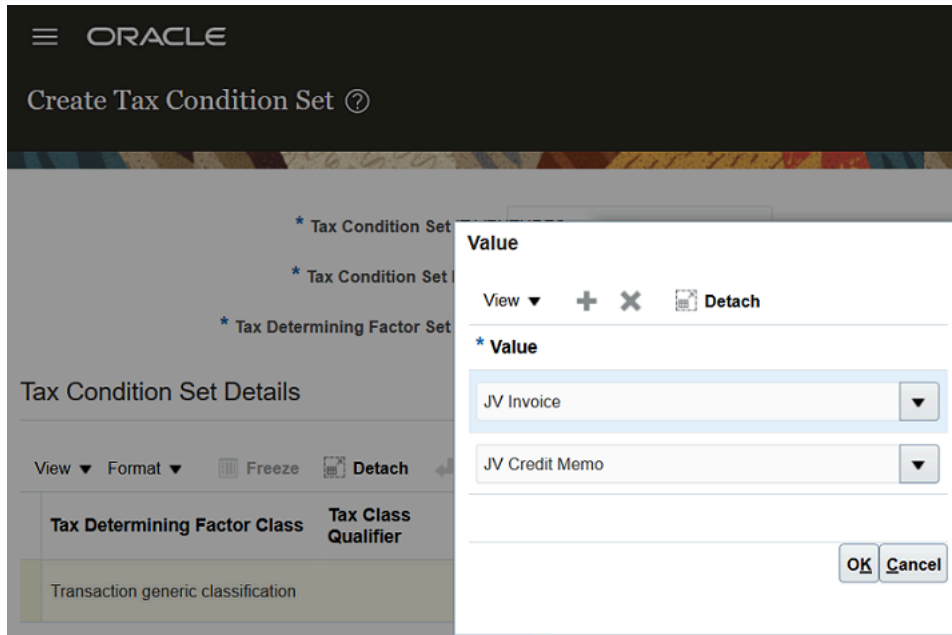 ORACLE
Create Tax Condition Set ?
* Tax Condition Set
* Tax Condition Set
* Tax Determining Factor Set
Tax Condition Set Details
View Format Freeze Detach
Tax Determining Factor Class Tax Class Qualifier
Transaction generic classification
Value
View Detach
* Value
JV Invoice
JV Credit Memo
OK Cancel